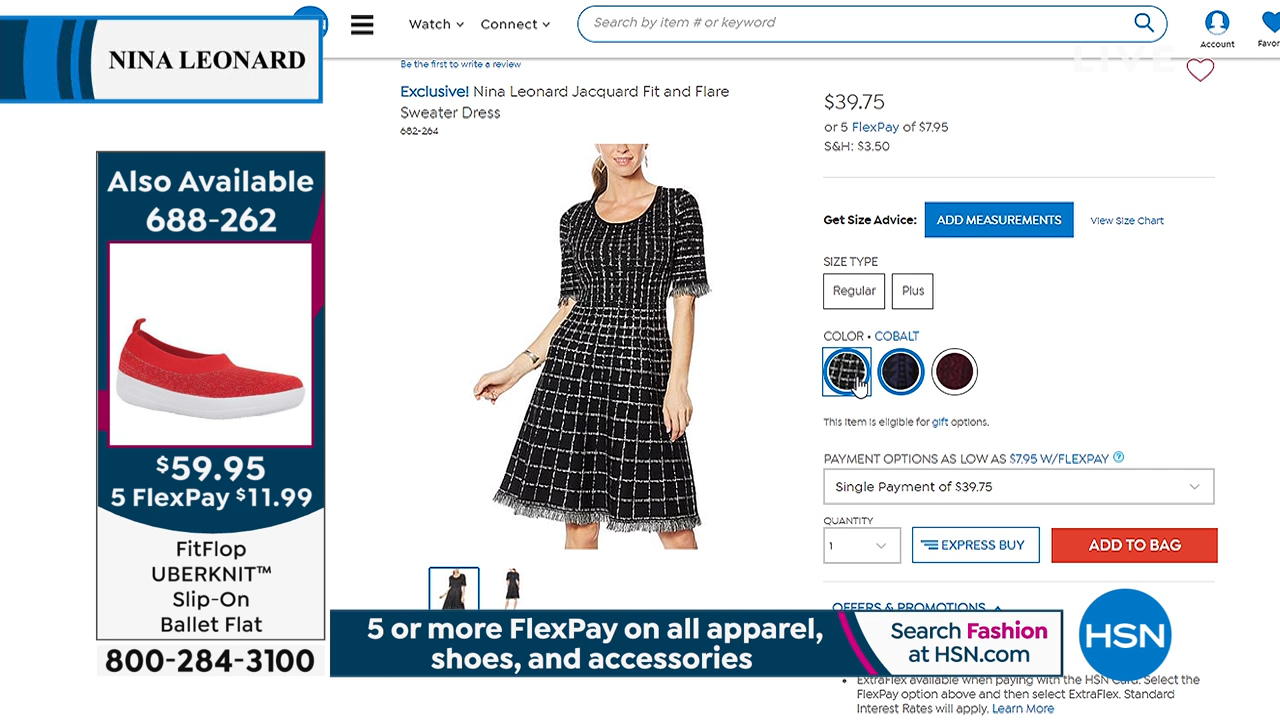 NINA LEONARD
Watch
Connect
Search by item # or keyword
Account
LIVE
Be the first to write a review
Exclusive! Nina Leonard Jacquard Fit and Flare
Sweater Dress
682-264
$39.75
or 5 FlexPay of $7.95
S&H: $3.50
Get Size Advice:
ADD MEASUREMENTS
View Size Chart
SIZE TYPE
Regular
Plus
COLOR • COBALT
This item is eligible for gift options.
PAYMENT OPTIONS AS LOW AS $7.95 W/FLEXPAY
Single Payment of $39.75
QUANTITY
1
EXPRESS BUY
ADD TO BAG
OFFERS & PROMOTIONS
ExtraFlex available when paying with the HSN Card. Select the
FlexPay option above and then select ExtraFlex. Standard
Interest Rates will apply. Learn More
Also Available
688-262
$59.95
5 FlexPay $11.99
FitFlop
UBERKNIT™
Slip-On
Ballet Flat
800-284-3100
5 or more FlexPay on all apparel,
shoes, and accessories
Search Fashion
at HSN.com
HSN